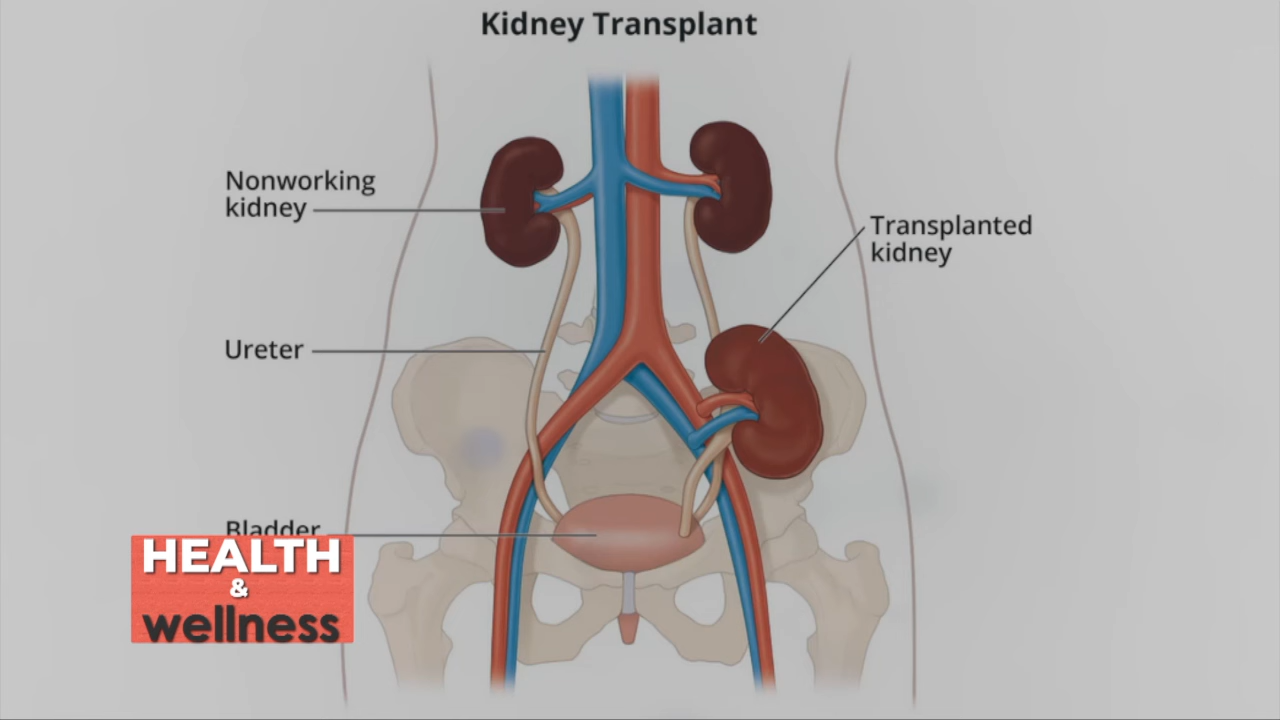 Kidney Transplant
Nonworking
kidney
Transplanted
kidney
Ureter
Bladder
HEALTH
&
wellness